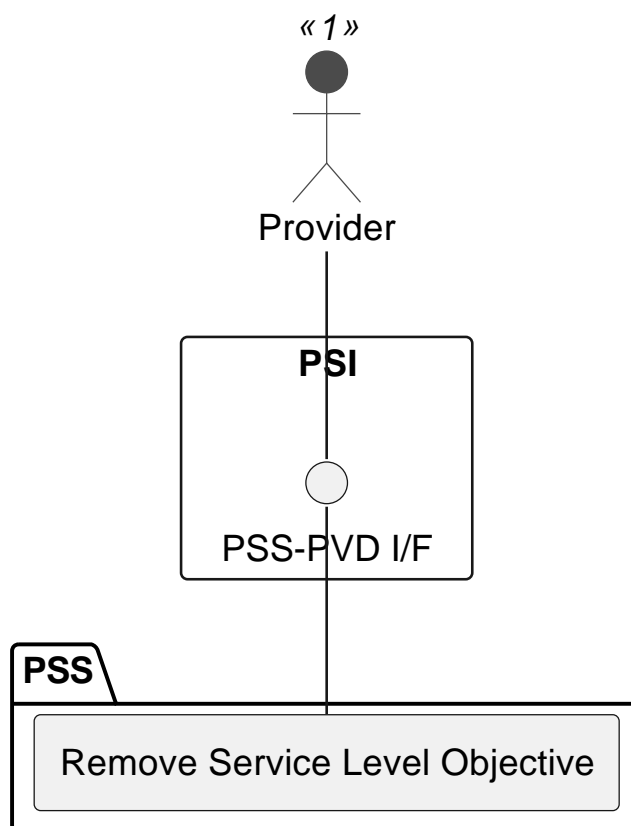 «1»
Provider
PSI
PSS-PVD I/F
PSS
Remove Service Level Objective